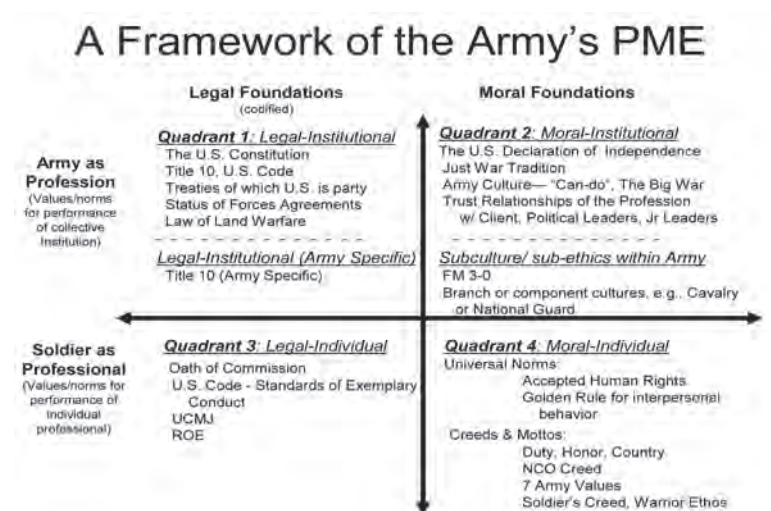 A Framework of the Army's PME
Legal Foundations
(codified)
Moral Foundations
Army as
Profession
(Values/norms
for performance
of collective
Institution)
Quadrant 1: Legal-Institutional
The U.S. Constitution
Title 10, U.S. Code
Treaties of which U.S. is party
Status of Forces Agreements
Law of Land Warfare
Legal-Institutional (Army Specific)
Title 10 (Army Specific)
Quadrant 2: Moral-Institutional
The U.S. Declaration of Independence
Just War Tradition
Army Culture— "Can-do", The Big War
Trust Relationships of the Profession
w/ Client, Political Leaders, Jr Leaders
Subculture/ sub-ethics within Army
FM 3-0
Branch or component cultures, e.g., Cavalry
or National Guard
Soldier as
Professional
(Values/norms for
performance of
Individual
professional)
Quadrant 3: Legal-Individual
Oath of Commission
U.S. Code - Standards of Exemplary
Conduct
UCMJ
ROE
Quadrant 4: Moral-Individual
Universal Norms:
Accepted Human Rights
Golden Rule for interpersonal
behavior
Creeds & Mottos:
Duty, Honor, Country
NCO Creed
7 Army Values
Soldier's Creed, Warrior Ethos